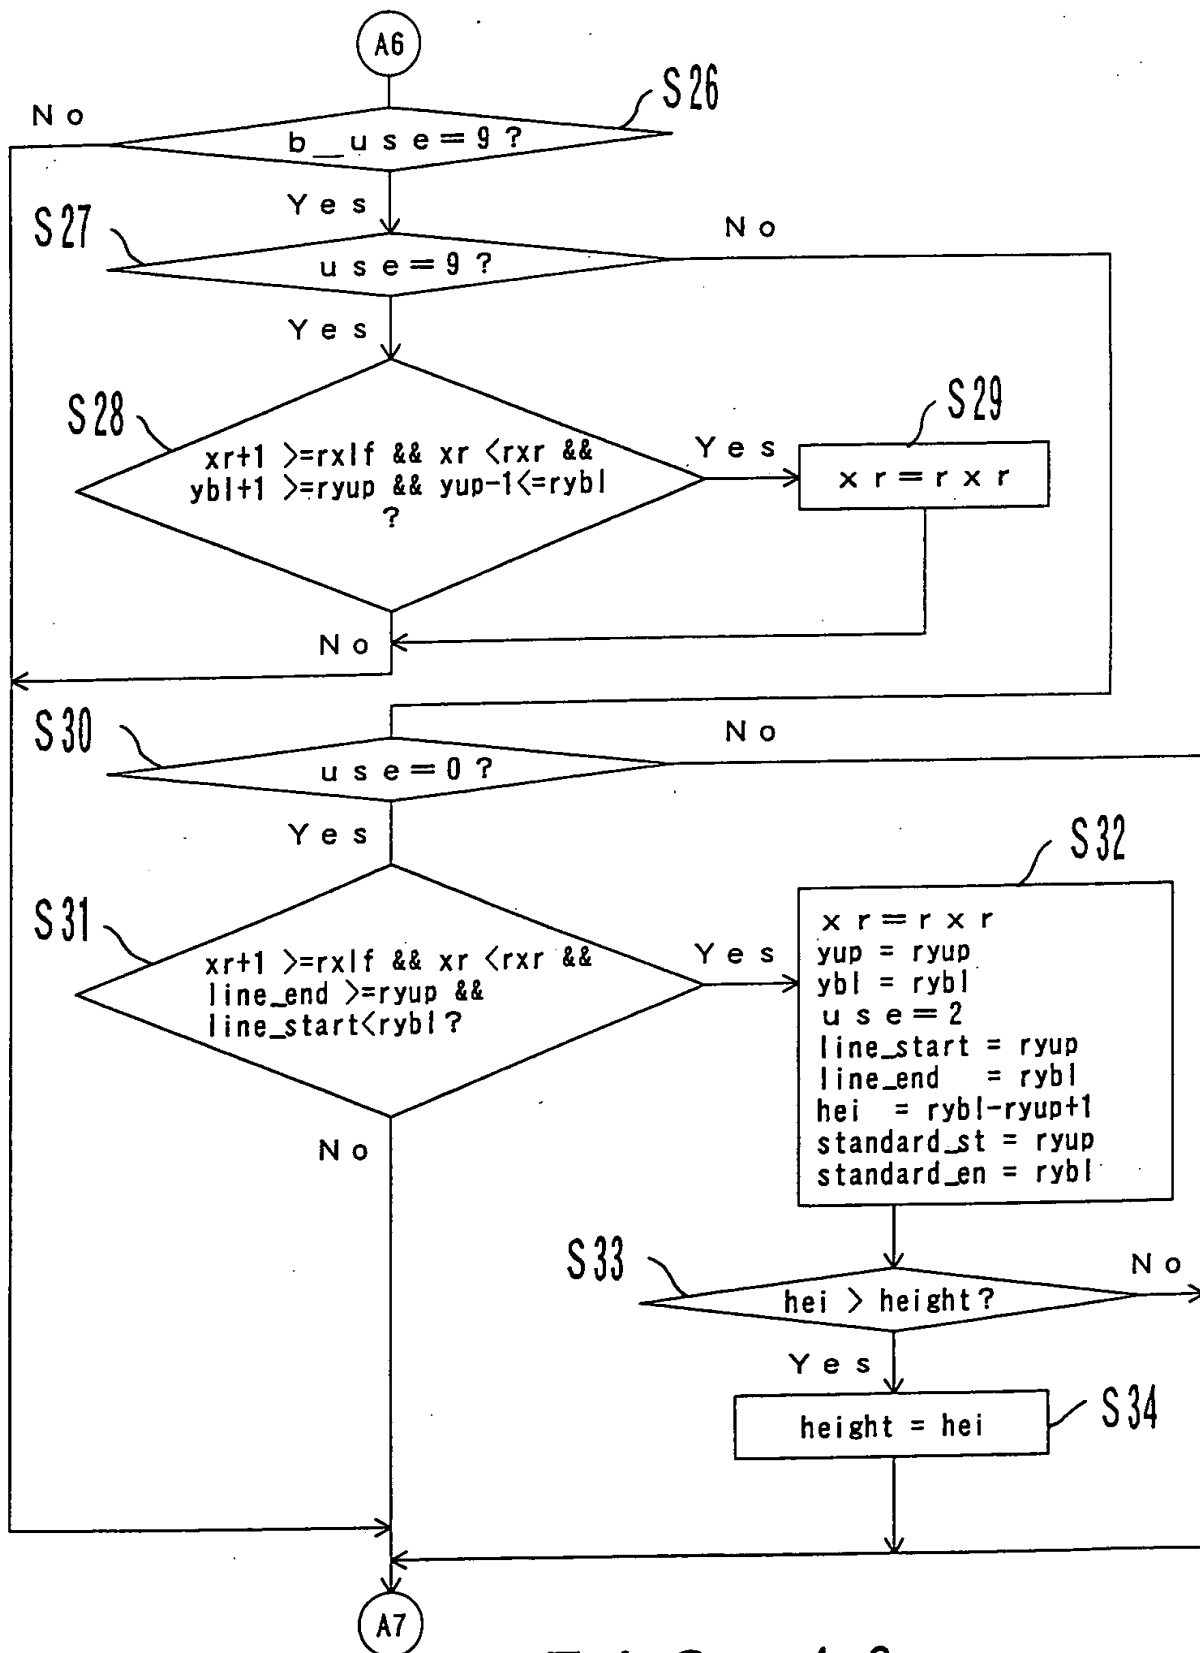 A6
S26
No
b_use=9?
Yes
S27
No
use=9?
Yes
S28
S29
xr+1 >=rxlf && xr <rxr &&
ybl+1 >=ryup && yup-1<=rybl
?
Yes
xr=rxr
No
S30
No
use=0?
Yes
S32
S31
xr+1 >=rxlf && xr <rxr &&
line_end >=ryup &&
line_start<rybl?
Yes
xr=rxr
yup = ryup
ybl = rybl
use=2
line_start = ryup
line_end = rybl
hei = rybl-ryup+1
standard_st = ryup
standard_en = rybl
No
S33
No
hei > height?
Yes
S34
height = hei
A7